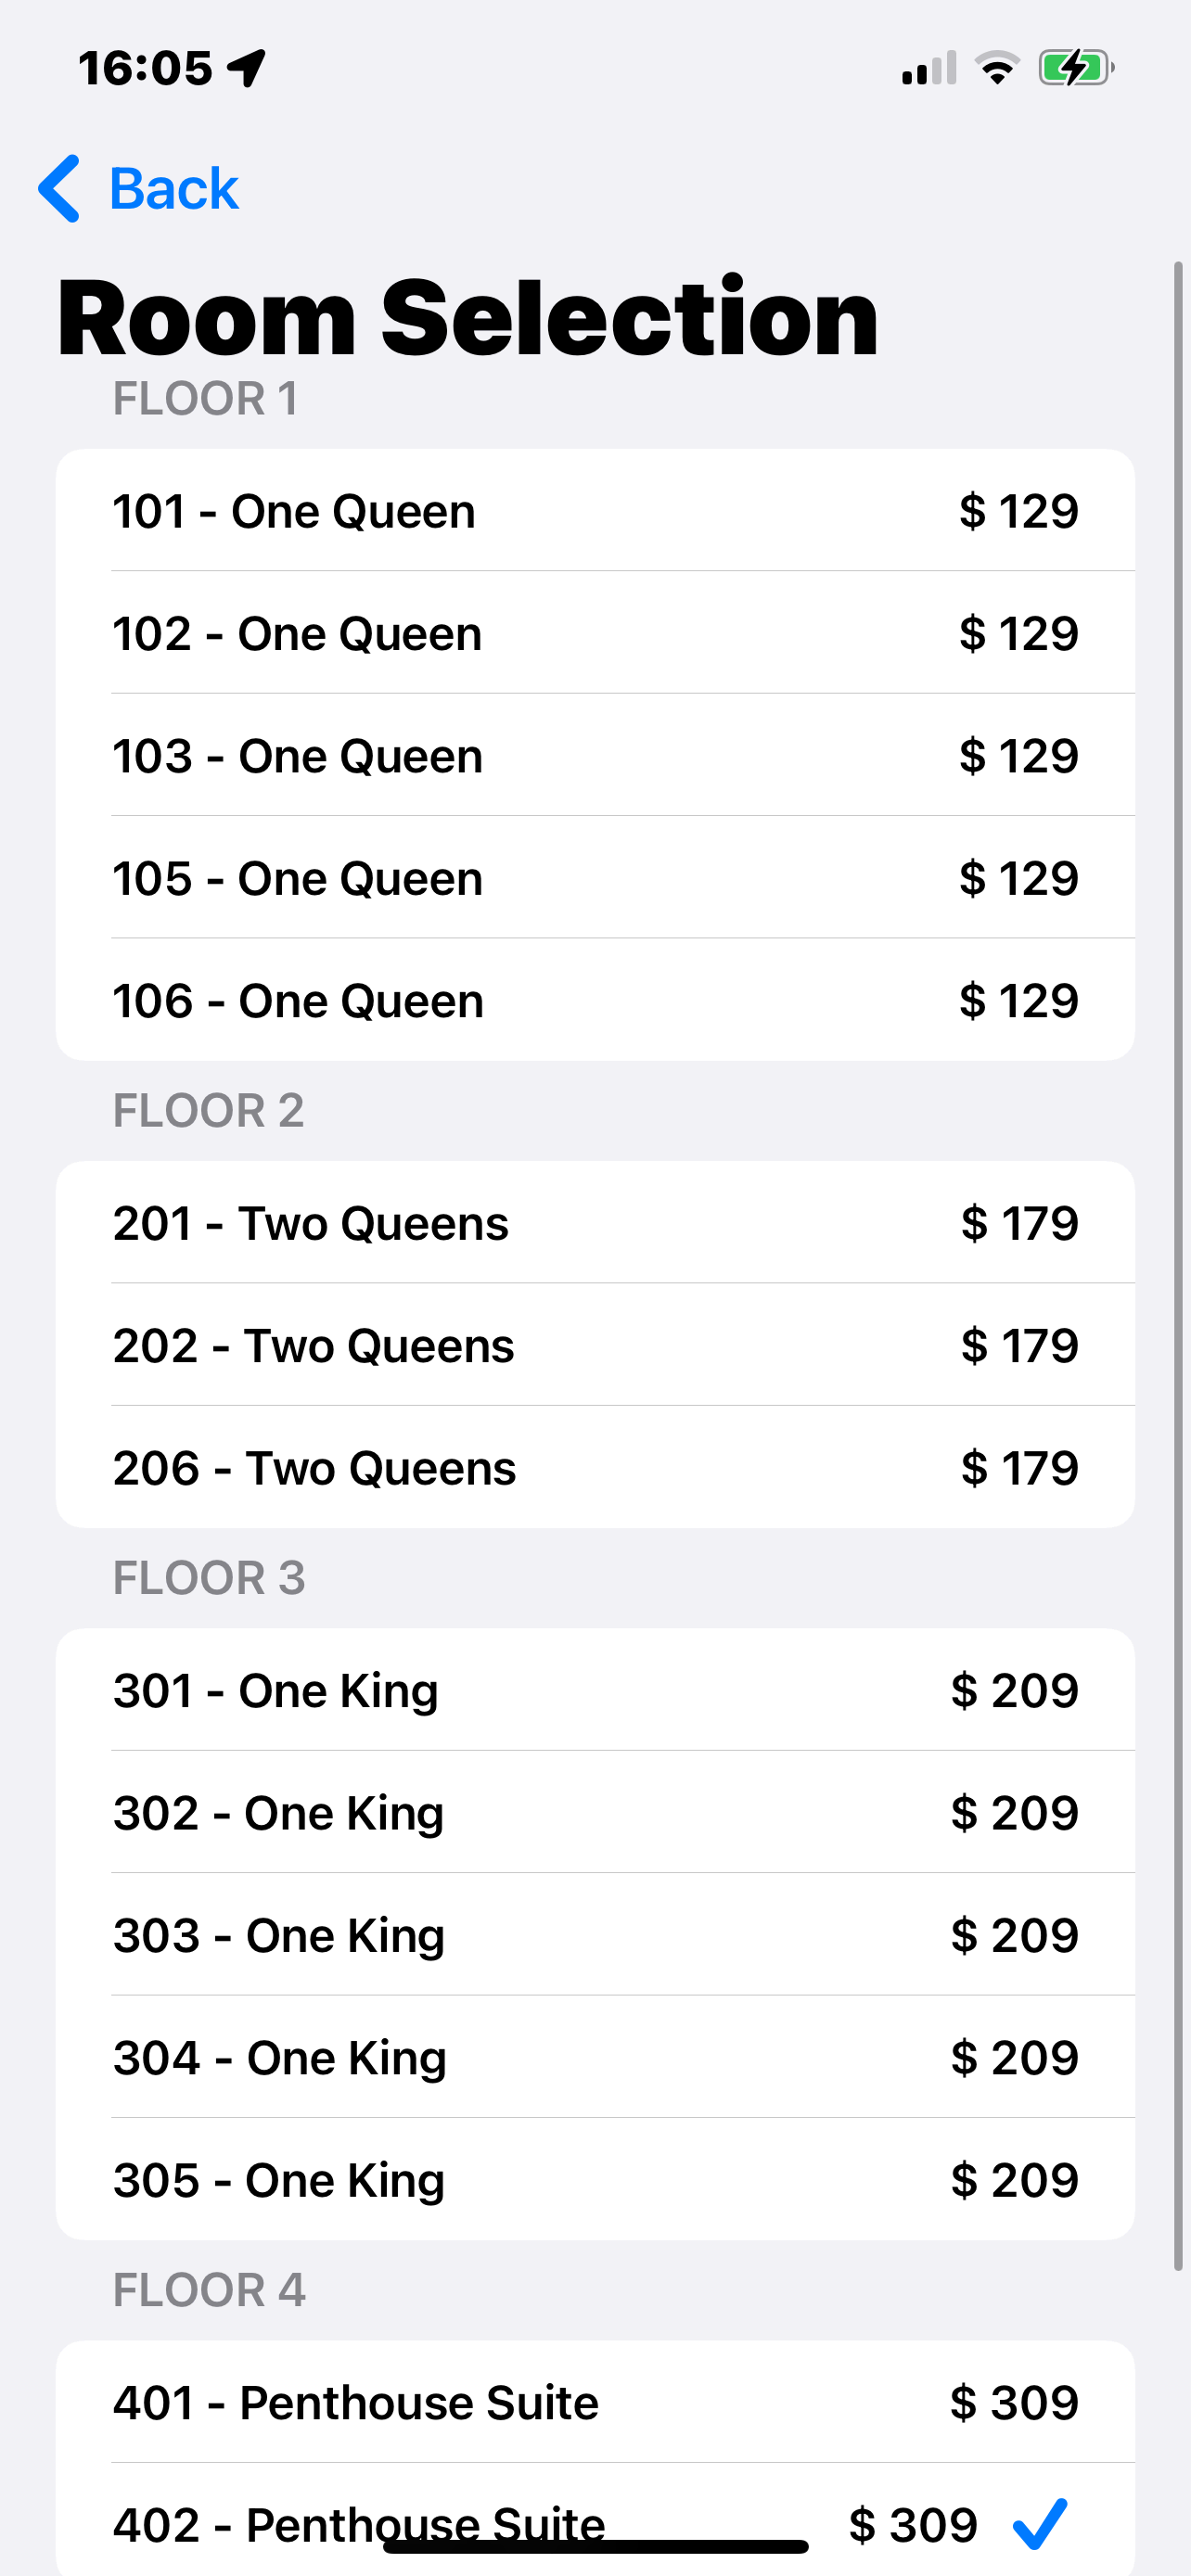 16:05
Back
Room Selection
FLOOR 1
101 - One Queen $ 129
102 - One Queen $ 129
103 - One Queen $ 129
105 - One Queen $ 129
106 - One Queen $ 129
FLOOR 2
201 - Two Queens $ 179
202 - Two Queens $ 179
206 - Two Queens $ 179
FLOOR 3
301 - One King $ 209
302 - One King $ 209
303 - One King $ 209
304 - One King $ 209
305 - One King $ 209
FLOOR 4
401 - Penthouse Suite $ 309
402 - Penthouse Suite $ 309